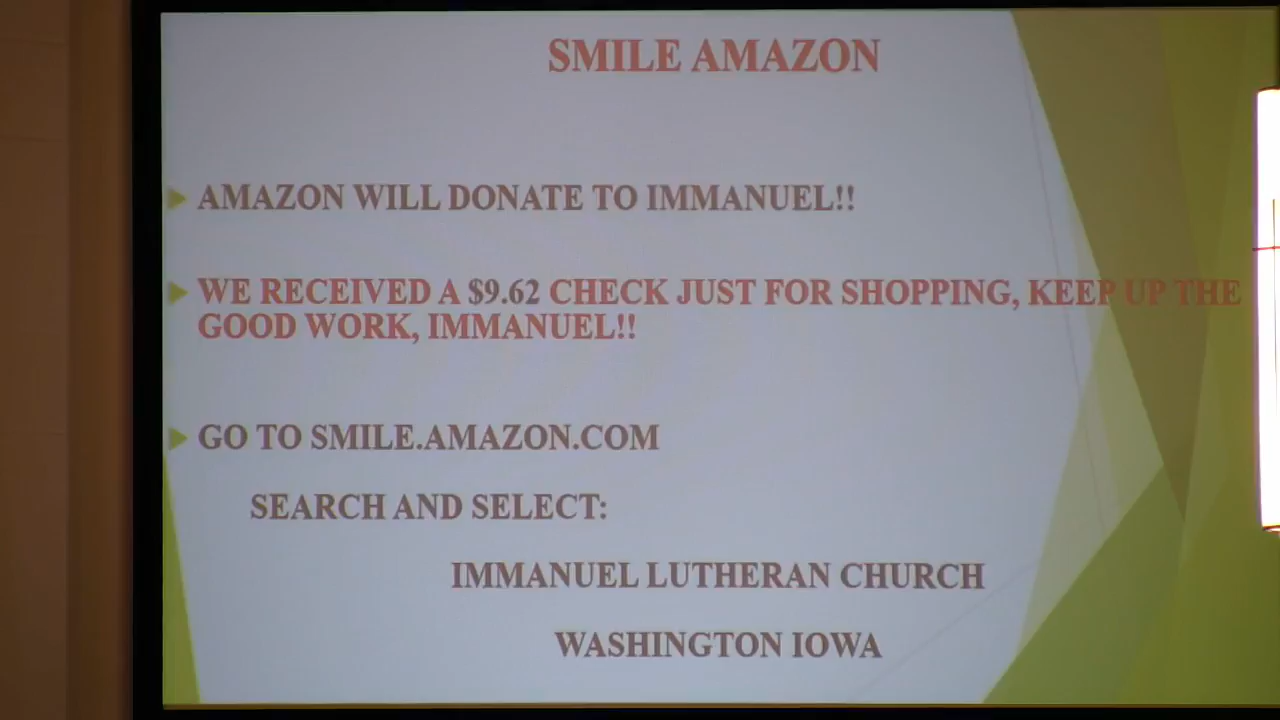 SMILE AMAZON
AMAZON WILL DONATE TO IMMANUEL!!
WE RECEIVED A $9.62 CHECK JUST FOR SHOPPING, KEEP UP THE
GOOD WORK, IMMANUEL!!
GO TO SMILE.AMAZON.COM
SEARCH AND SELECT:
IMMANUEL LUTHERAN CHURCH
WASHINGTON IOWA